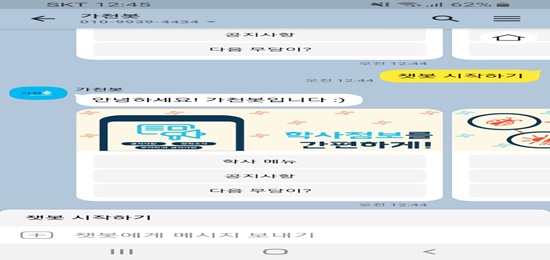 SKT 12:45
62%
가천봇
010-9939-4434
공지사항
다음 무당이?
오전 12:44
오전 12:44
챗봇 시작하기
가천봇
안녕하세요! 가천봇입니다 :)
학사정보를
간편하게!
학사 메뉴
공지사항
다음 무당이?
오전 12:44
챗봇 시작하기
챗봇에게 메시지 보내기